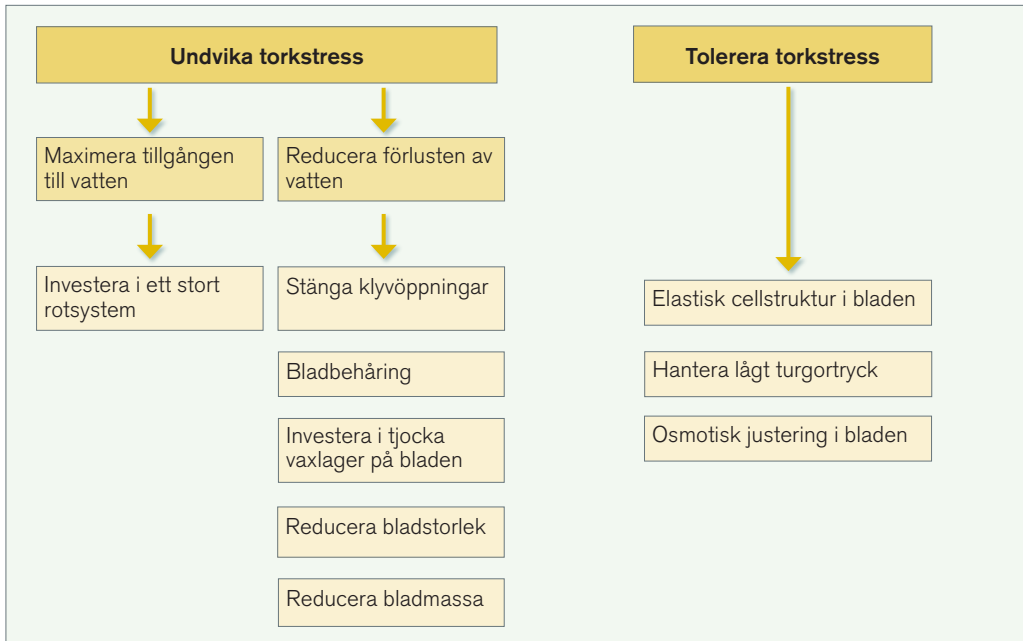 Undvika torkstress
Tolerera torkstress
Maximera tillgången
till vatten
Reducera förlusten av
vatten
Investera i ett stort
rotsystem
Stänga klyvöppningar
Bladbehåring
Investera i tjocka
vaxlager på bladen
Reducera bladstorlek
Reducera bladmassa
Elastisk cellstruktur i bladen
Hantera lågt turgortryck
Osmotisk justering i bladen